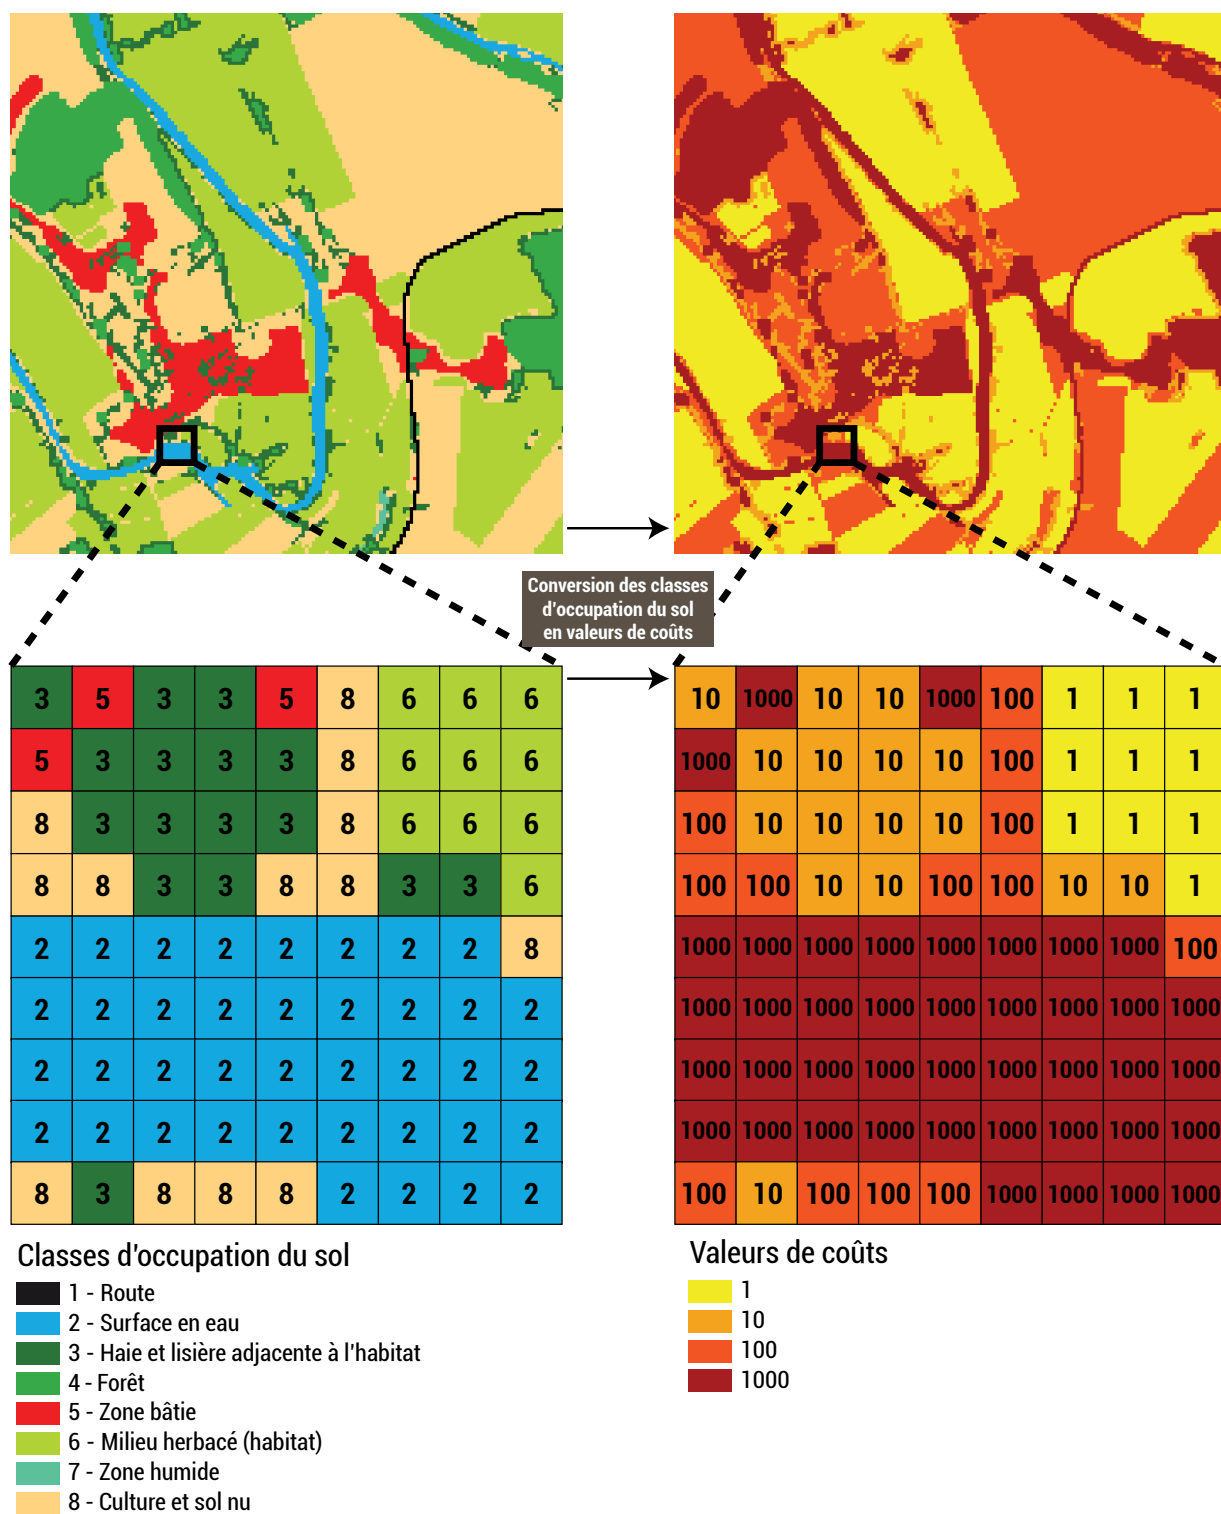 Conversion des classes
d'occupation du sol
en valeurs de coûts
3 5 3 3 5 8 6 6 6
5 3 3 3 3 8 6 6 6
8 3 3 3 3 8 6 6 6
8 8 3 3 8 8 3 3 6
2 2 2 2 2 2 2 2 8
2 2 2 2 2 2 2 2 2
2 2 2 2 2 2 2 2 2
2 2 2 2 2 2 2 2 2
8 3 8 8 8 2 2 2 2
10 1000 10 10 1000 100 1 1 1
1000 10 10 10 10 100 1 1 1
100 10 10 10 10 100 1 1 1
100 100 10 10 100 100 10 10 1
1000 1000 1000 1000 1000 1000 1000 1000 100
1000 1000 1000 1000 1000 1000 1000 1000 1000
1000 1000 1000 1000 1000 1000 1000 1000 1000
1000 1000 1000 1000 1000 1000 1000 1000 1000
100 10 100 100 100 1000 1000 1000 1000
Classes d'occupation du sol
1 - Route
2 - Surface en eau
3 - Haie et lisière adjacente à l'habitat
4 - Forêt
5 - Zone bâtie
6 - Milieu herbacé (habitat)
7 - Zone humide
8 - Culture et sol nu
Valeurs de coûts
1
10
100
1000